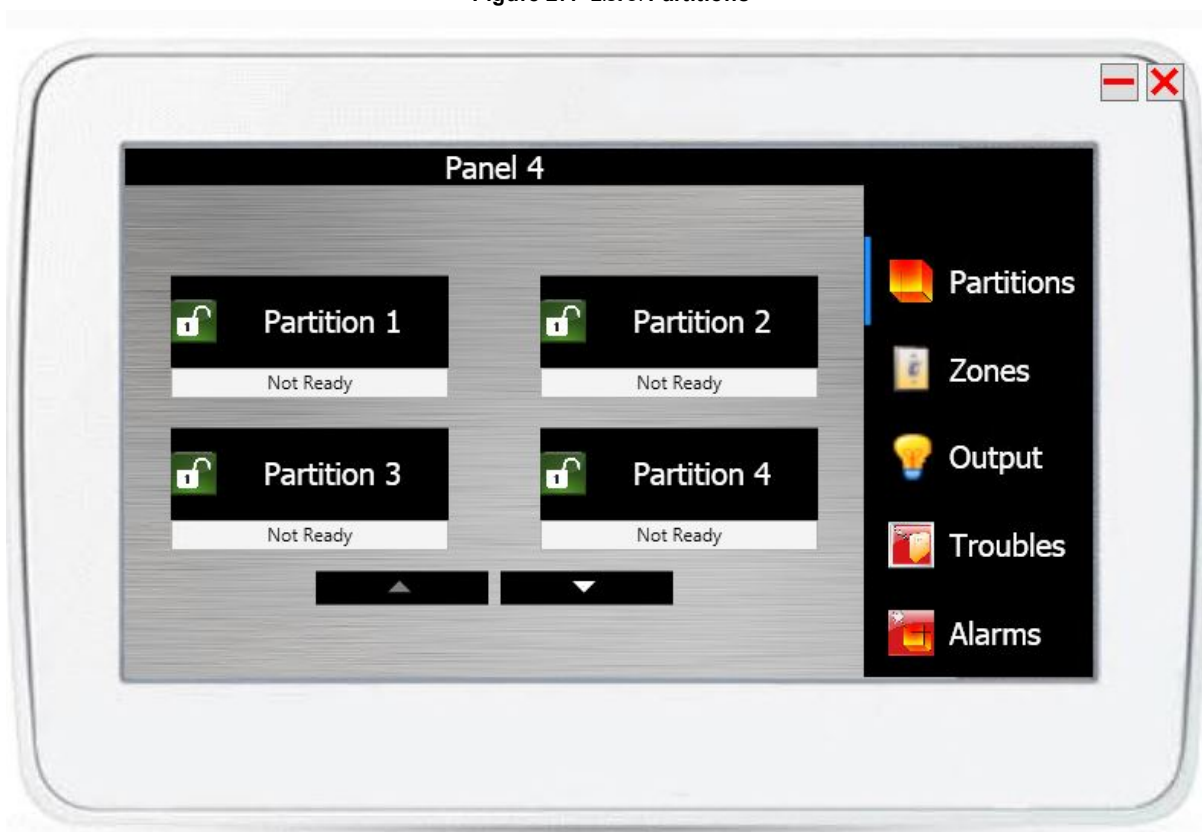 Panel 4
Partition 1
Not Ready
Partition 2
Not Ready
Partition 3
Not Ready
Partition 4
Not Ready
Partitions
Zones
Output
Troubles
Alarms